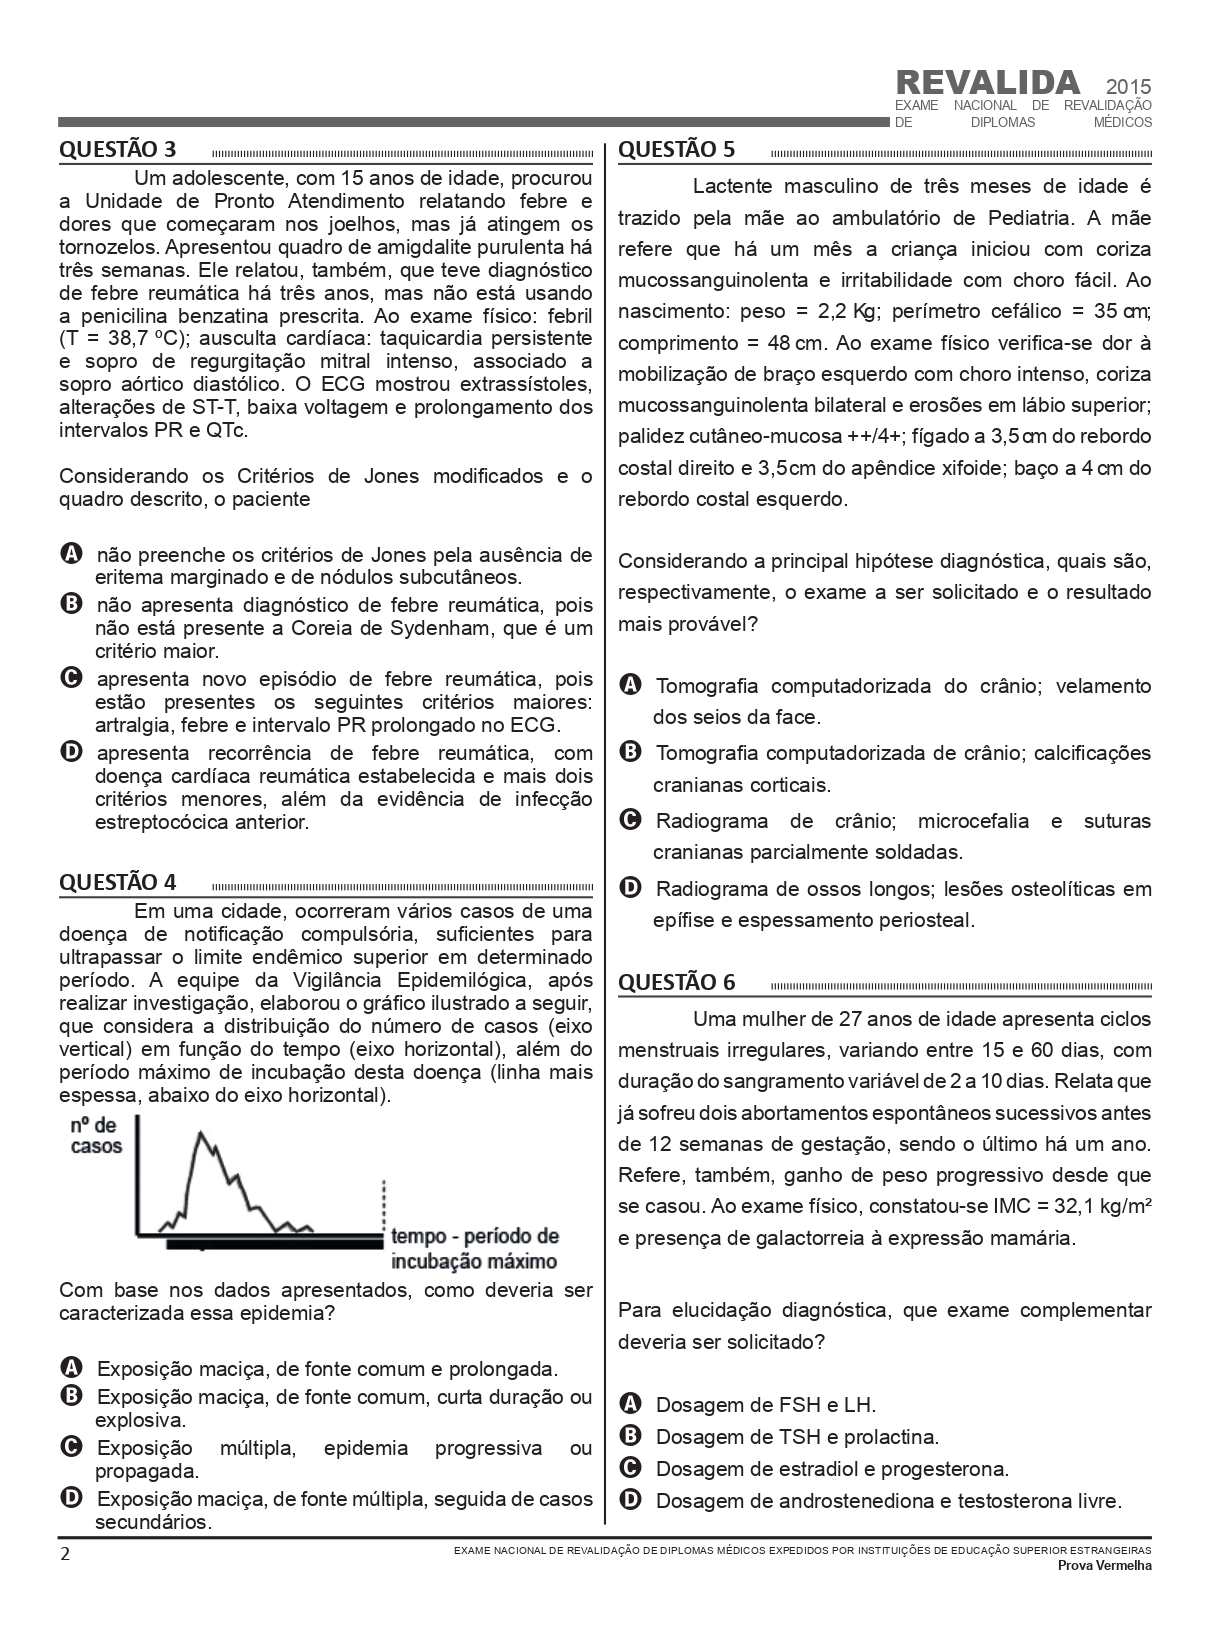 REVALIDA 2015
EXAME NACIONAL DE REVALIDAÇÃO
DE DIPLOMAS MÉDICOS
QUESTÃO 3
Um adolescente, com 15 anos de idade, procurou
a Unidade de Pronto Atendimento relatando febre e
dores que começaram nos joelhos, mas já atingem os
tornozelos. Apresentou quadro de amigdalite purulenta há
três semanas. Ele relatou, também, que teve diagnóstico
de febre reumática há três anos, mas não está usando
a penicilina benzatina prescrita. Ao exame físico: febril
(T = 38,7 ºC); ausculta cardíaca: taquicardia persistente
e sopro de regurgitação mitral intenso, associado a
sopro aórtico diastólico. O ECG mostrou extrassístoles,
alterações de ST-T, baixa voltagem e prolongamento dos
intervalos PR e QTc.
Considerando os Critérios de Jones modificados e o
quadro descrito, o paciente
A não preenche os critérios de Jones pela ausência de
eritema marginado e de nódulos subcutâneos.
B não apresenta diagnóstico de febre reumática, pois
não está presente a Coreia de Sydenham, que é um
critério maior.
C apresenta novo episódio de febre reumática, pois
estão presentes os seguintes critérios maiores:
artralgia, febre e intervalo PR prolongado no ECG.
D apresenta recorrência de febre reumática, com
doença cardíaca reumática estabelecida e mais dois
critérios menores, além da evidência de infecção
estreptocócica anterior.
QUESTÃO 4
Em uma cidade, ocorreram vários casos de uma
doença de notificação compulsória, suficientes para
ultrapassar o limite endêmico superior em determinado
período. A equipe da Vigilância Epidemilógica, após
realizar investigação, elaborou o gráfico ilustrado a seguir,
que considera a distribuição do número de casos (eixo
vertical) em função do tempo (eixo horizontal), além do
período máximo de incubação desta doença (linha mais
espessa, abaixo do eixo horizontal).
nº de
casos
tempo - período de
incubação máximo
Com base nos dados apresentados, como deveria ser
caracterizada essa epidemia?
A Exposição maciça, de fonte comum e prolongada.
B Exposição maciça, de fonte comum, curta duração ou
explosiva.
C Exposição múltipla, epidemia progressiva ou
propagada.
D Exposição maciça, de fonte múltipla, seguida de casos
secundários.
QUESTÃO 5
Lactente masculino de três meses de idade é
trazido pela mãe ao ambulatório de Pediatria. A mãe
refere que há um mês a criança iniciou com coriza
mucossanguinolenta e irritabilidade com choro fácil. Ao
nascimento: peso = 2,2 Kg; perímetro cefálico = 35 cm;
comprimento = 48 cm. Ao exame físico verifica-se dor à
mobilização de braço esquerdo com choro intenso, coriza
mucossanguinolenta bilateral e erosões em lábio superior;
palidez cutâneo-mucosa ++/4+; fígado a 3,5 cm do rebordo
costal direito e 3,5 cm do apêndice xifoide; baço a 4 cm do
rebordo costal esquerdo.
Considerando a principal hipótese diagnóstica, quais são,
respectivamente, o exame a ser solicitado e o resultado
mais provável?
A Tomografia computadorizada do crânio; velamento
dos seios da face.
B Tomografia computadorizada de crânio; calcificações
cranianas corticais.
C Radiograma de crânio; microcefalia e suturas
cranianas parcialmente soldadas.
D Radiograma de ossos longos; lesões osteolíticas em
epífise e espessamento periosteal.
QUESTÃO 6
Uma mulher de 27 anos de idade apresenta ciclos
menstruais irregulares, variando entre 15 e 60 dias, com
duração do sangramento variável de 2 a 10 dias. Relata que
já sofreu dois abortamentos espontâneos sucessivos antes
de 12 semanas de gestação, sendo o último há um ano.
Refere, também, ganho de peso progressivo desde que
se casou. Ao exame físico, constatou-se IMC = 32,1 kg/m²
e presença de galactorreia à expressão mamária.
Para elucidação diagnóstica, que exame complementar
deveria ser solicitado?
A Dosagem de FSH e LH.
B Dosagem de TSH e prolactina.
C Dosagem de estradiol e progesterona.
D Dosagem de androstenediona e testosterona livre.
2
EXAME NACIONAL DE REVALIDAÇÃO DE DIPLOMAS MÉDICOS EXPEDIDOS POR INSTITUIÇÕES DE EDUCAÇÃO SUPERIOR ESTRANGEIRAS
Prova Vermelha